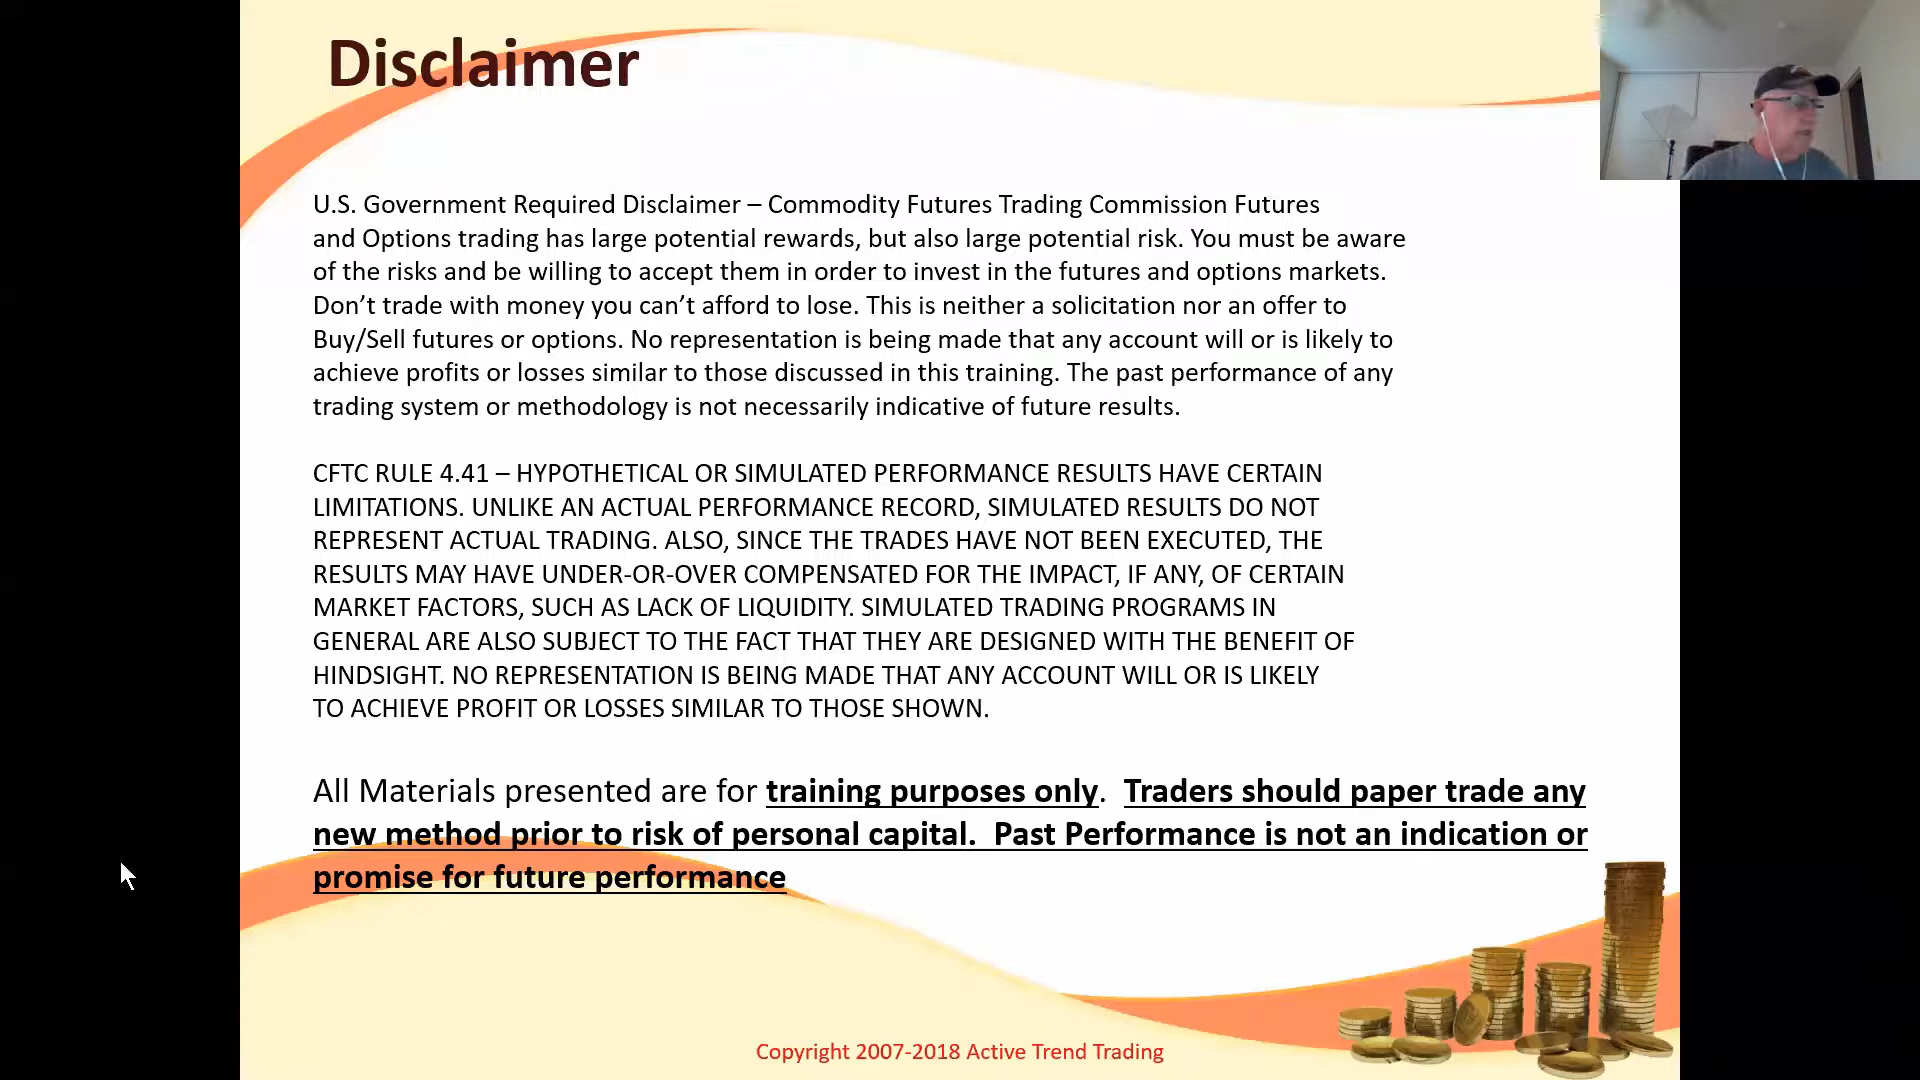 Disclaimer
U.S. Government Required Disclaimer – Commodity Futures Trading Commission Futures
and Options trading has large potential rewards, but also large potential risk. You must be aware
of the risks and be willing to accept them in order to invest in the futures and options markets.
Don’t trade with money you can’t afford to lose. This is neither a solicitation nor an offer to
Buy/Sell futures or options. No representation is being made that any account will or is likely to
achieve profits or losses similar to those discussed in this training. The past performance of any
trading system or methodology is not necessarily indicative of future results.
CFTC RULE 4.41 – HYPOTHETICAL OR SIMULATED PERFORMANCE RESULTS HAVE CERTAIN
LIMITATIONS. UNLIKE AN ACTUAL PERFORMANCE RECORD, SIMULATED RESULTS DO NOT
REPRESENT ACTUAL TRADING. ALSO, SINCE THE TRADES HAVE NOT BEEN EXECUTED, THE
RESULTS MAY HAVE UNDER-OR-OVER COMPENSATED FOR THE IMPACT, IF ANY, OF CERTAIN
MARKET FACTORS, SUCH AS LACK OF LIQUIDITY. SIMULATED TRADING PROGRAMS IN
GENERAL ARE ALSO SUBJECT TO THE FACT THAT THEY ARE DESIGNED WITH THE BENEFIT OF
HINDSIGHT. NO REPRESENTATION IS BEING MADE THAT ANY ACCOUNT WILL OR IS LIKELY
TO ACHIEVE PROFIT OR LOSSES SIMILAR TO THOSE SHOWN.
All Materials presented are for training purposes only.  Traders should paper trade any
new method prior to risk of personal capital.  Past Performance is not an indication or
promise for future performance
Copyright 2007-2018 Active Trend Trading